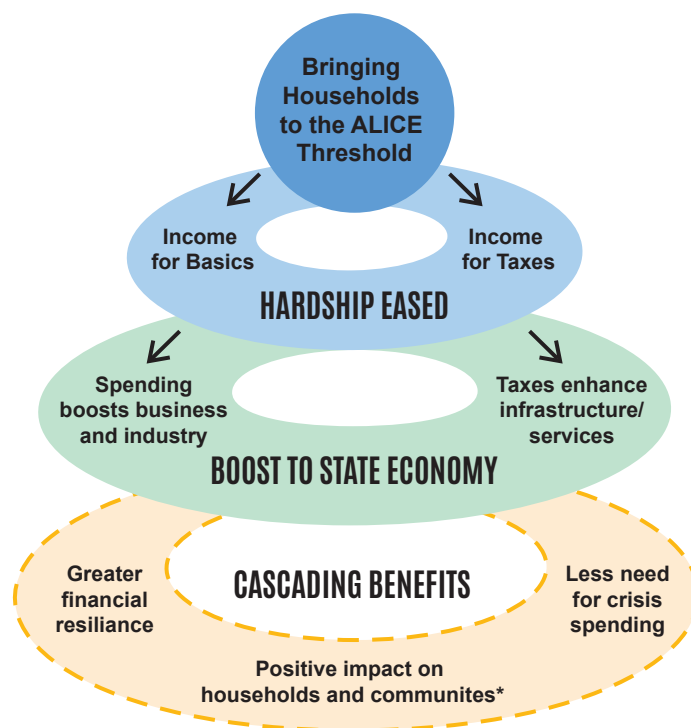 Bringing
Households
to the ALICE
Threshold
Income
for Basics
Income
for Taxes
HARDSHIP EASED
Spending
boosts business
and industry
Taxes enhance
infrastructure/
services
BOOST TO STATE ECONOMY
Greater
financial
resiliance
CASCADING BENEFITS
Less need
for crisis
spending
Positive impact on
households and communites*